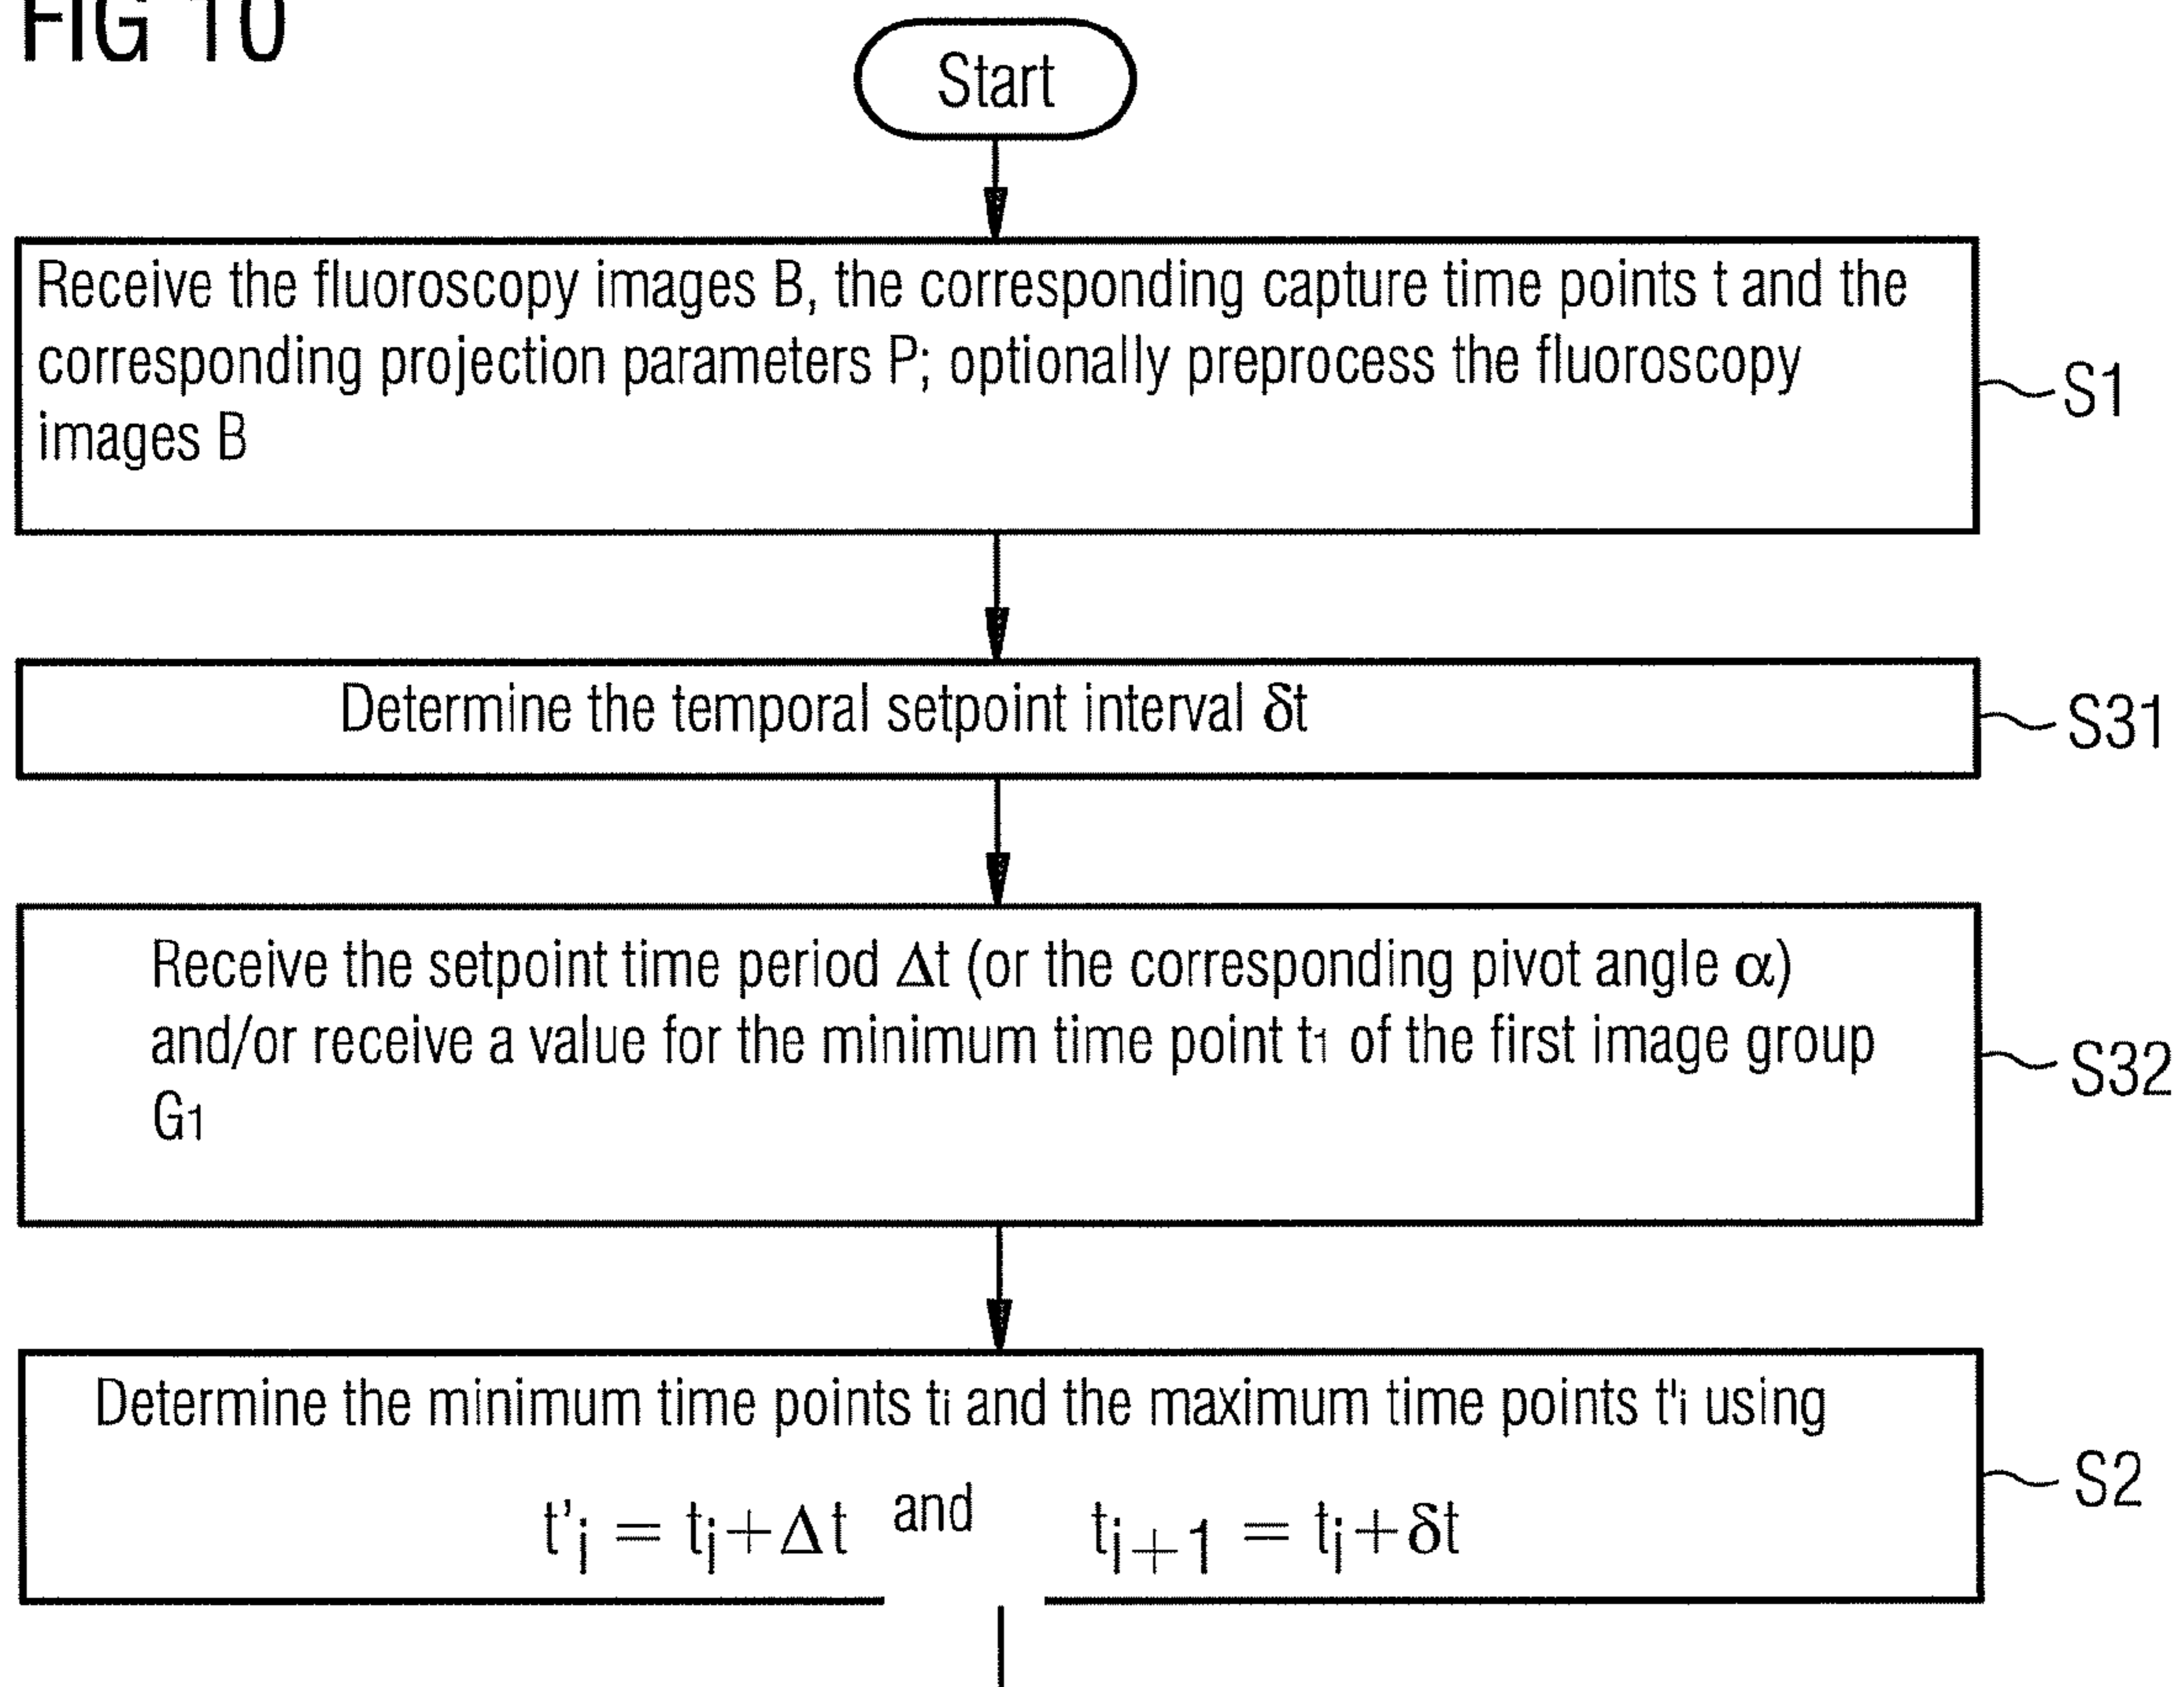 FIG 10
Start
Receive the fluoroscopy images B, the corresponding capture time points t and the
corresponding projection parameters P; optionally preprocess the fluoroscopy
images B
S1
Determine the temporal setpoint interval δt
S31
Receive the setpoint time period Δt (or the corresponding pivot angle α)
and/or receive a value for the minimum time point t1 of the first image group
G1
S32
Determine the minimum time points ti and the maximum time points t'i using
t'i = ti+Δt and ti+1 = ti+δt
S2